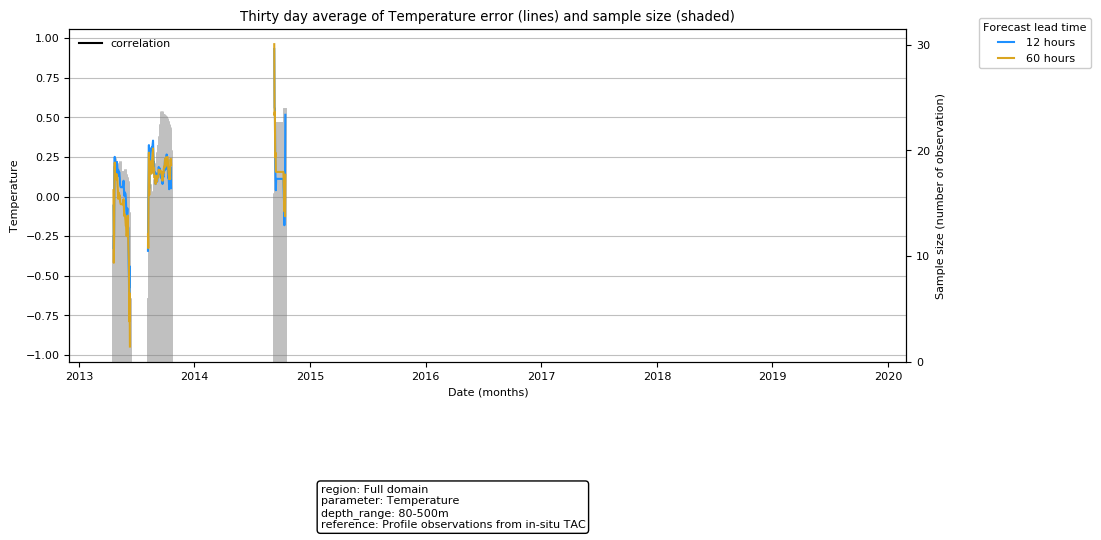 Thirty day average of Temperature error (lines) and sample size (shaded)
Forecast lead time
12 hours
60 hours
correlation
1.00
0.75
0.50
0.25
0.00
−0.25
−0.50
−0.75
−1.00
Temperature
30
20
10
0
Sample size (number of observation)
2013 2014 2015 2016 2017 2018 2019 2020
Date (months)
region: Full domain
parameter: Temperature
depth_range: 80-500m
reference: Profile observations from in-situ TAC